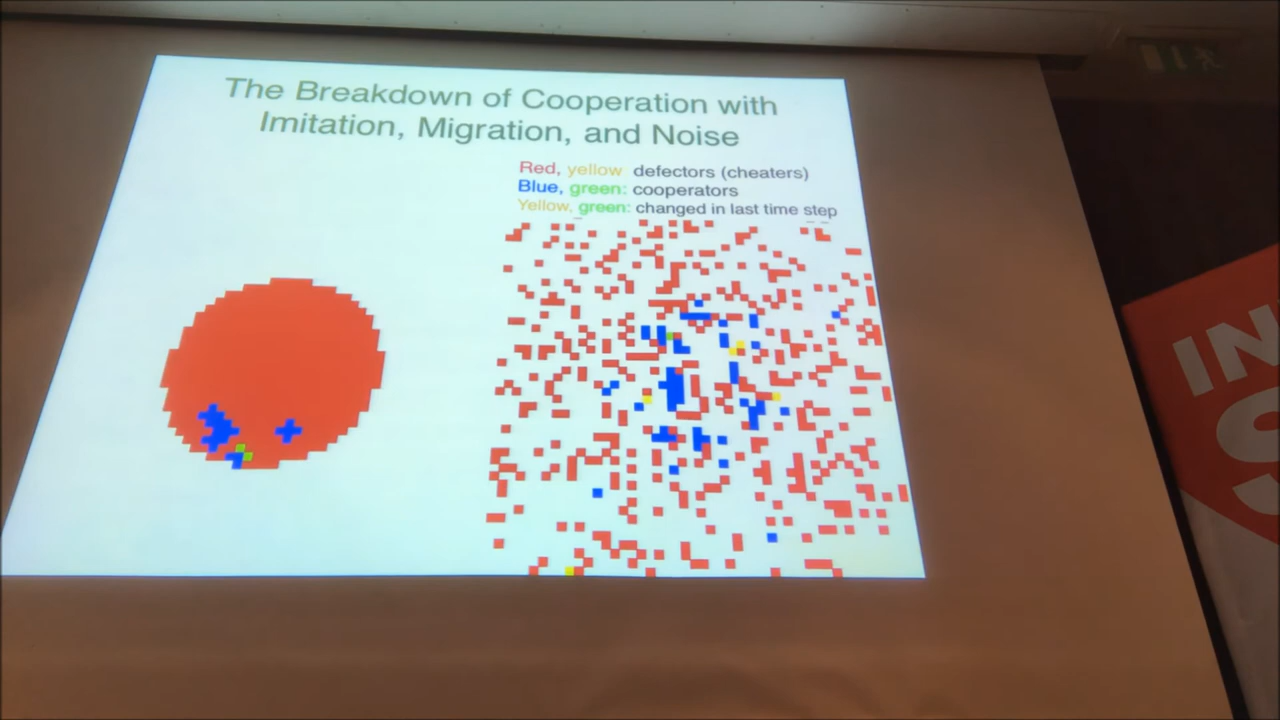 The Breakdown of Cooperation with
Imitation, Migration, and Noise
Red, yellow defectors (cheaters)
Blue, green: cooperators
Yellow, green: changed in last time step
IN
S